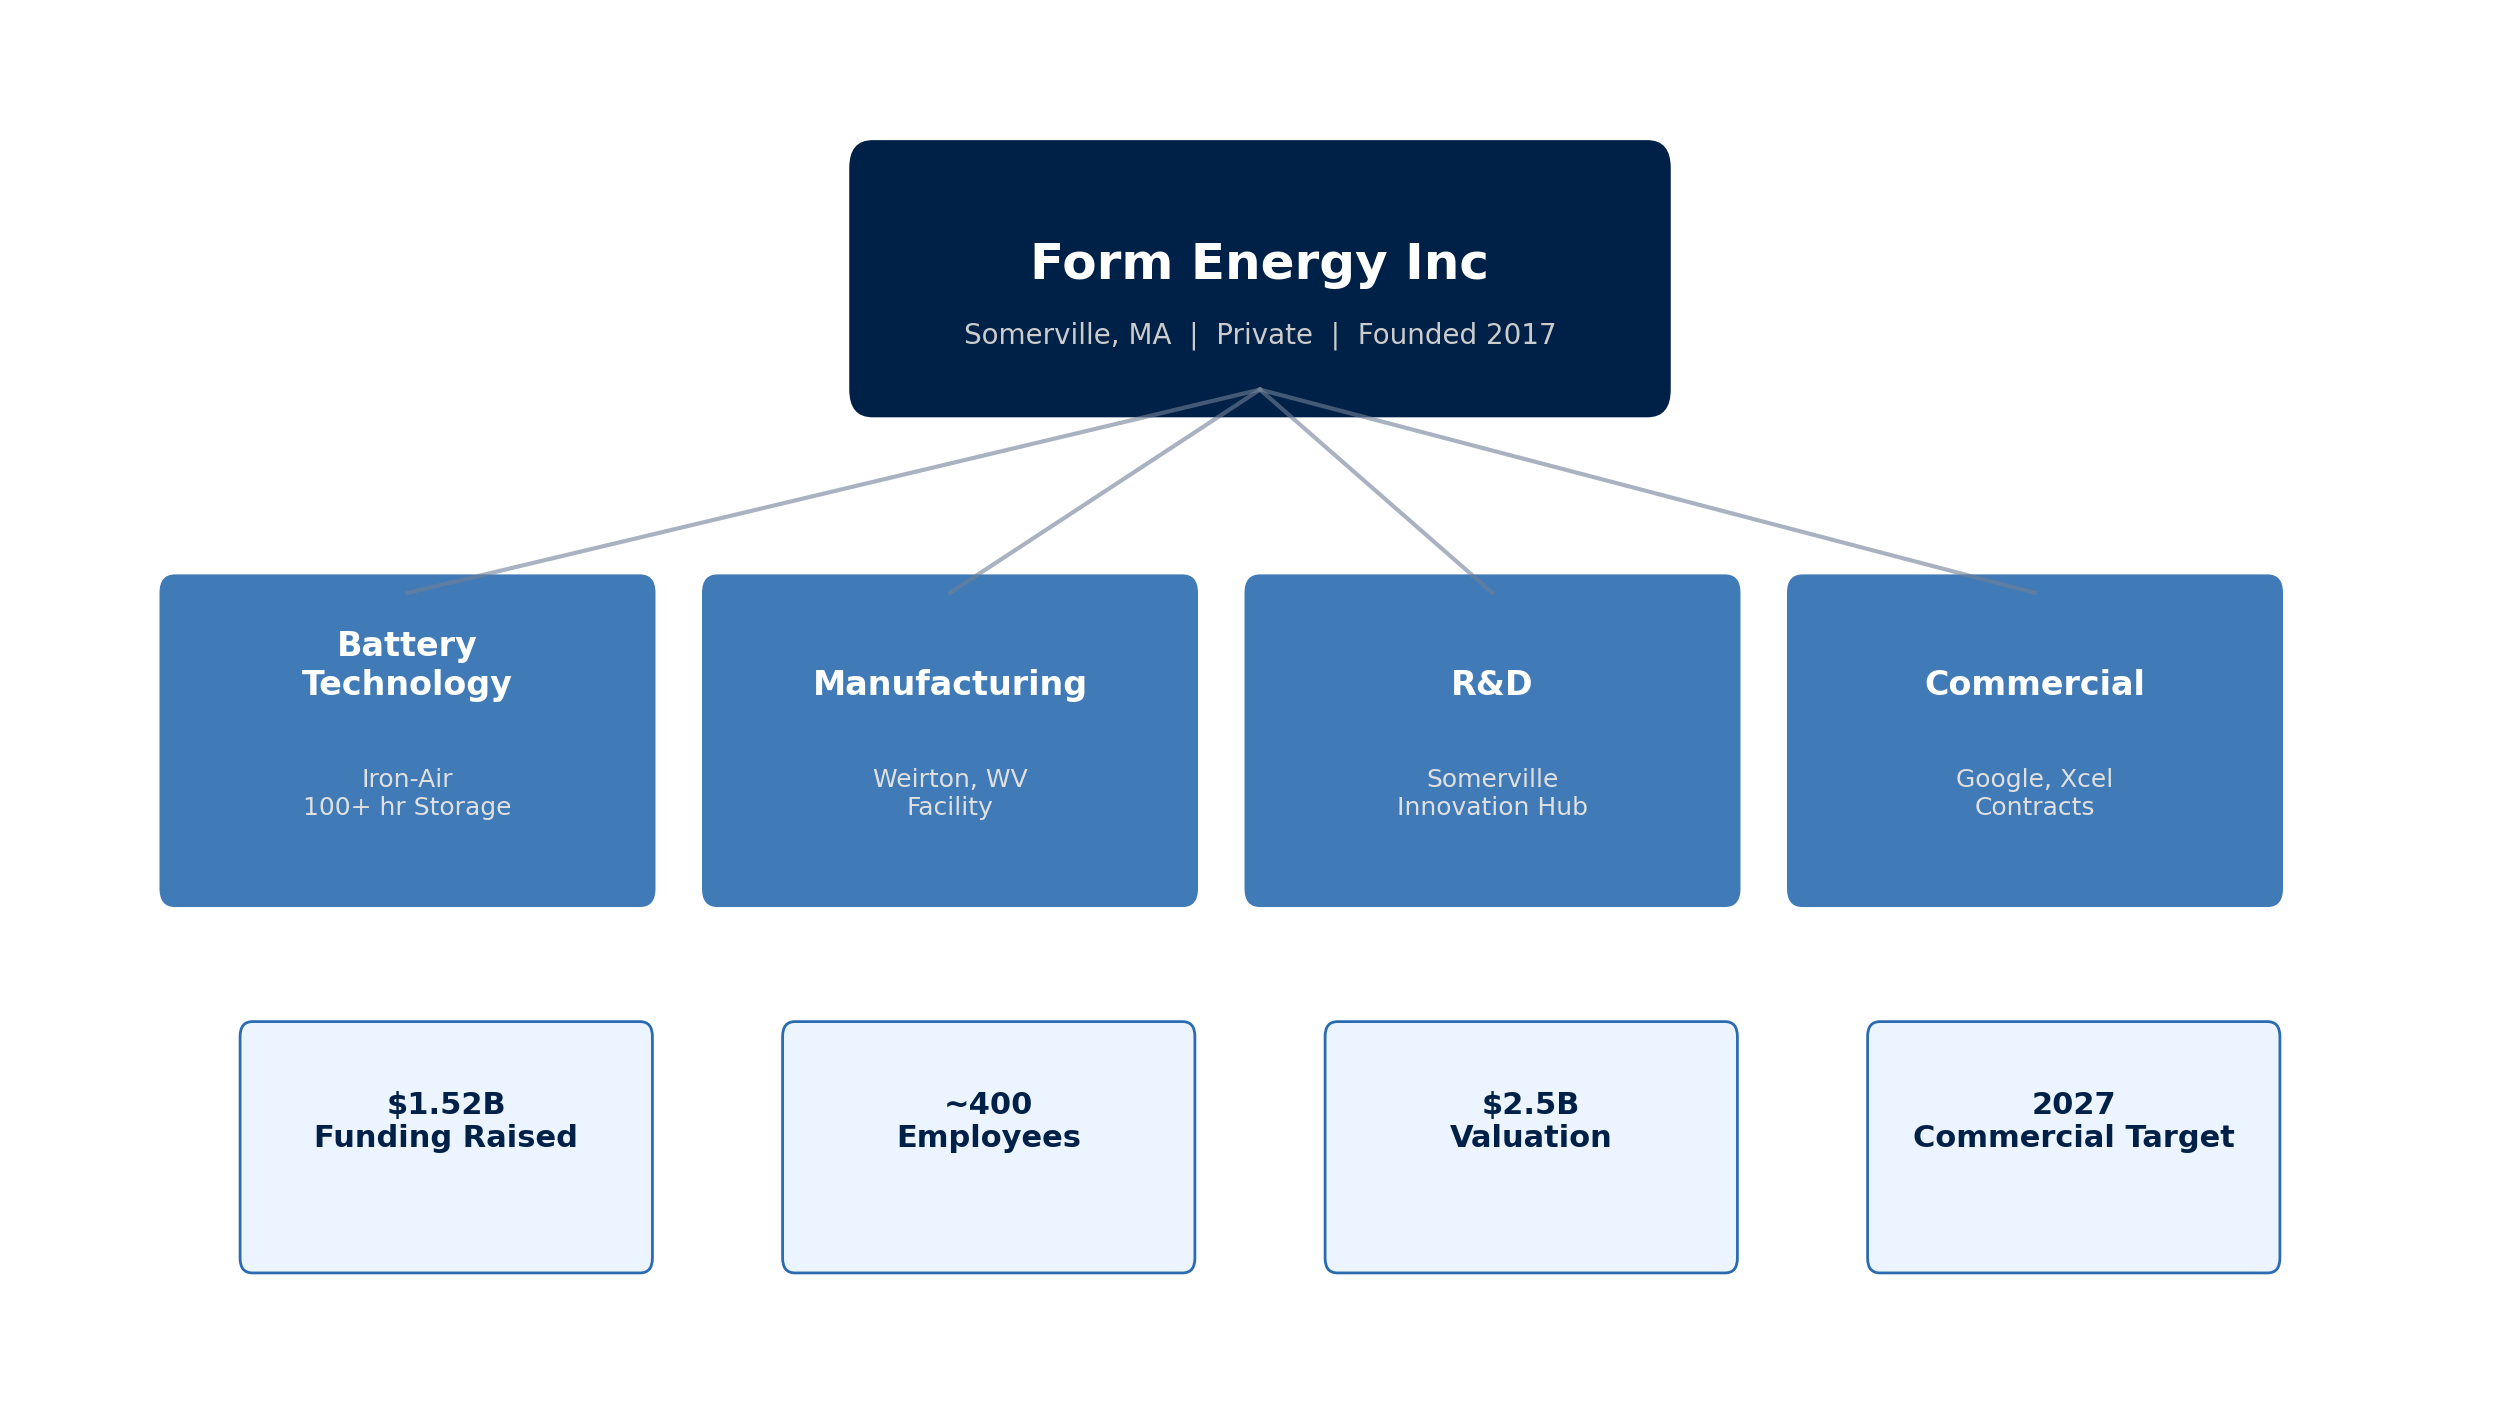 Form Energy Inc
Somerville, MA | Private | Founded 2017
Battery
Technology
Iron-Air
100+ hr Storage
Manufacturing
Weirton, WV
Facility
R&D
Somerville
Innovation Hub
Commercial
Google, Xcel
Contracts
$1.52B
Funding Raised
~400
Employees
$2.5B
Valuation
2027
Commercial Target